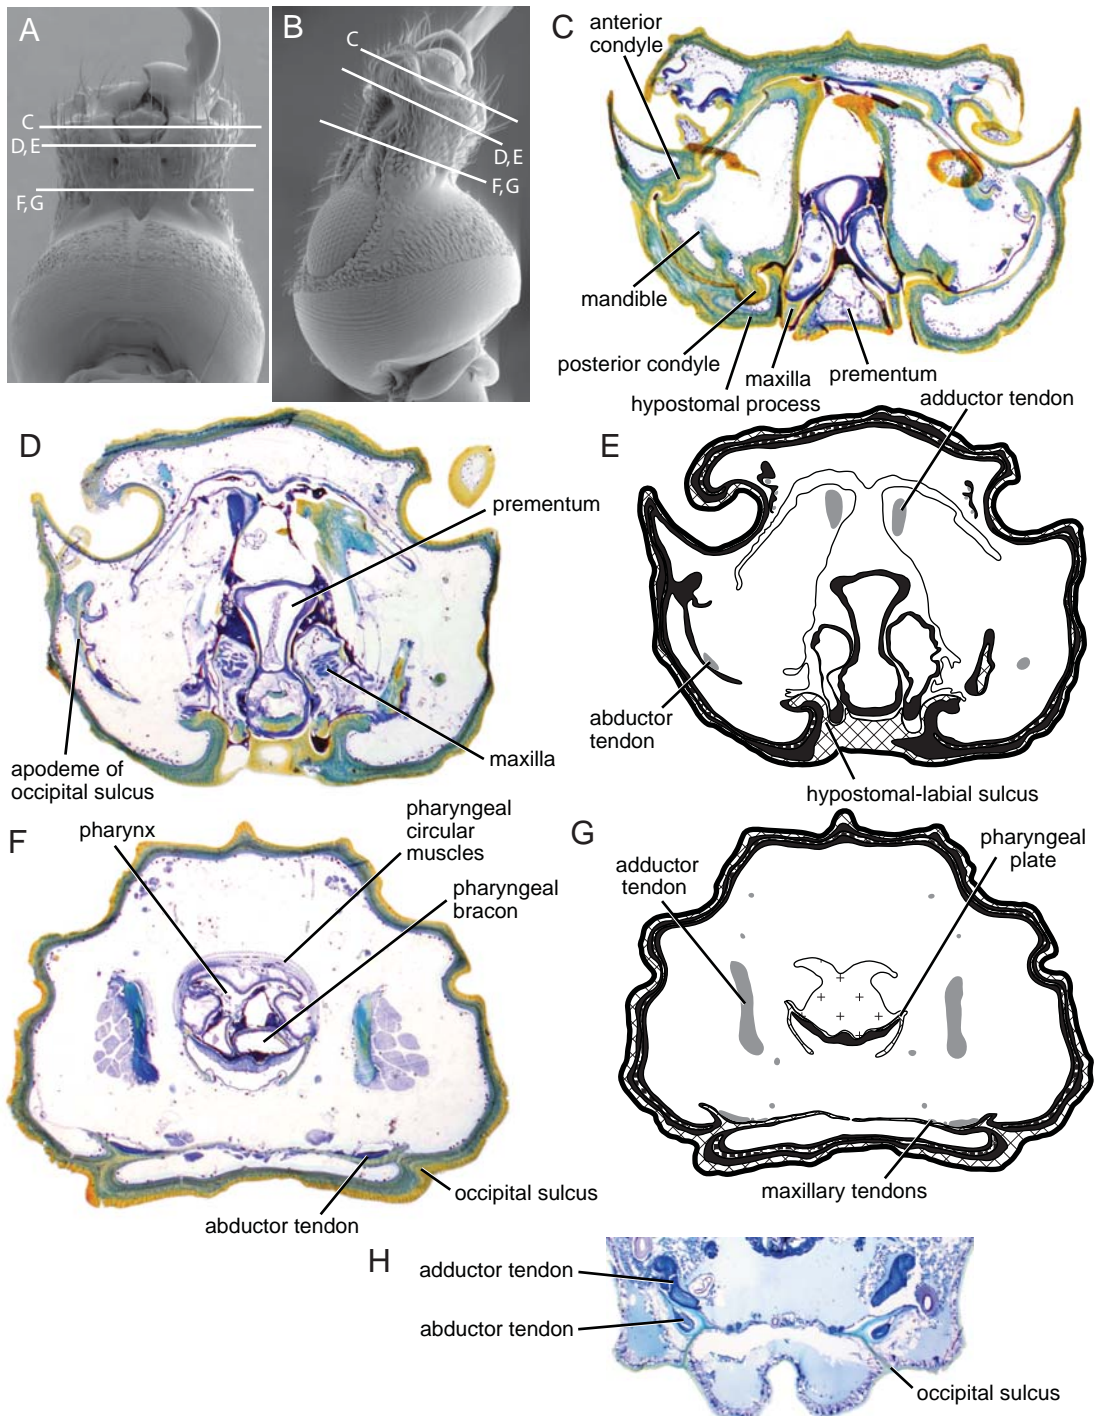 A
C
D, E
F, G
B
C
D, E
F, G
C
anterior
condyle
mandible
posterior condyle
hypostomal process
maxilla
prementum
D
prementum
maxilla
apodeme of
occipital sulcus
E
adductor tendon
abductor
tendon
hypostomal-labial sulcus
F
pharynx
pharyngeal
circular
muscles
pharyngeal
bracon
occipital sulcus
abductor tendon
G
adductor
tendon
pharyngeal
plate
maxillary tendons
H
adductor tendon
abductor tendon
occipital sulcus